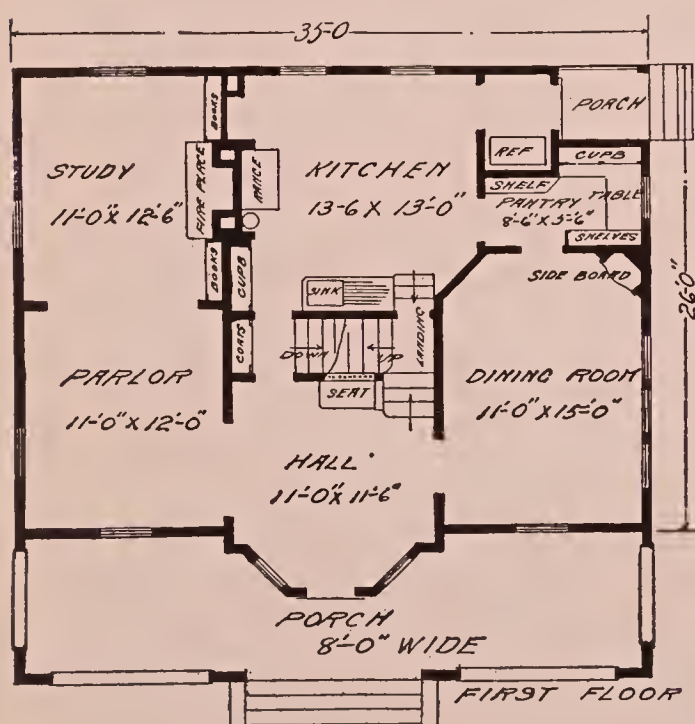 35-0
BOOKS
PORCH
STUDY
11-0" X 12'-6"
FIRE PLACE
RANGE
KITCHEN
13-6 X 13'-0"
REF
CUPB
SHELF
PANTRY
TABLE
8'-6" X 5'-6"
SHELVES
BOOKS
CUPB
SINK
SIDE BOARD
26'-0"
COATS
DOWN
UP
LANDING
SEAT
PARLOR
11'-0" X 12'-0"
DINING ROOM
11'-0" X 15'-0"
HALL
11'-0" X 11'-6"
PORCH
8'-0" WIDE
FIRST FLOOR